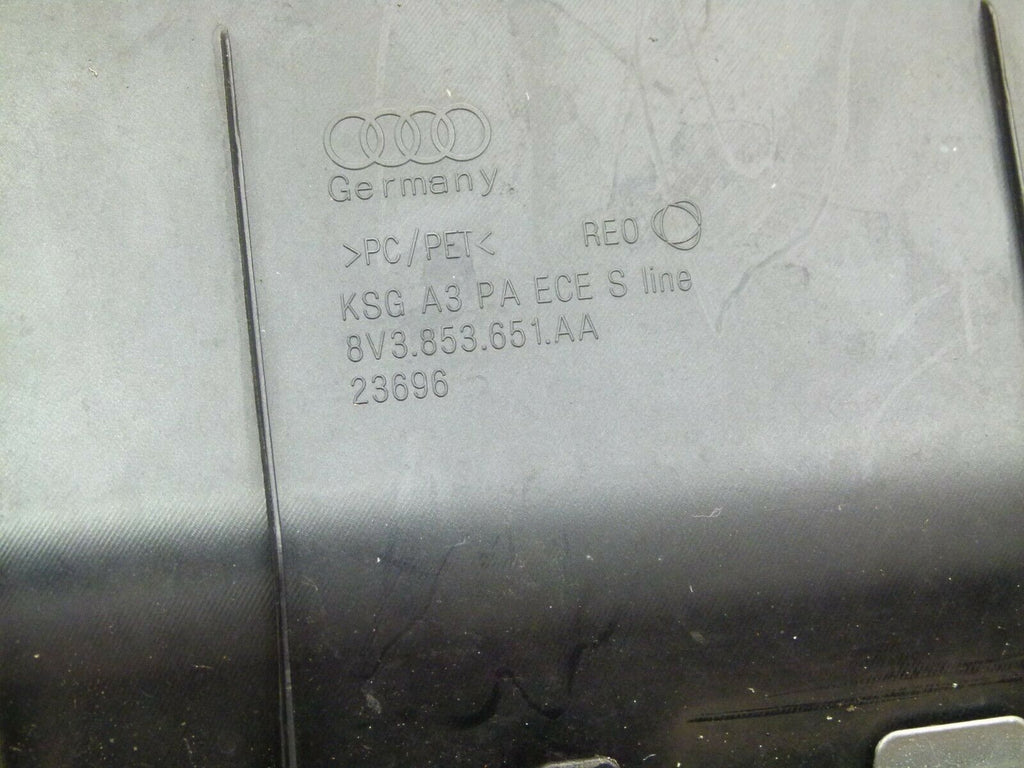 Germany
>PC/PET< REO
KSG A3 PA ECE S line
8V3.853.651.AA
23696